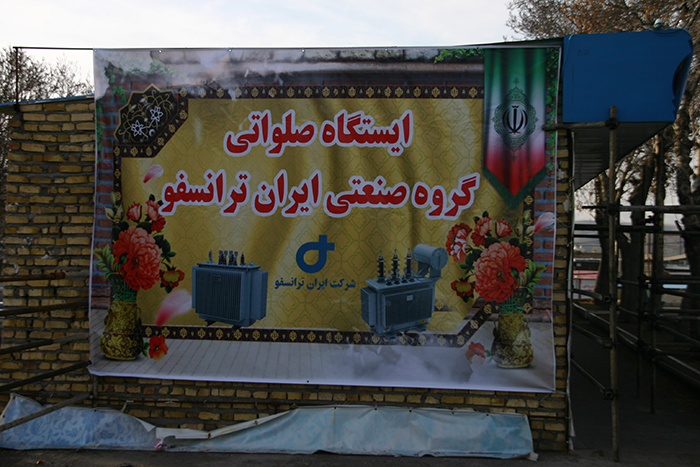 ایستگاه صلواتی
گروه صنعتی ایران ترانسفو
شرکت ایران ترانسفو